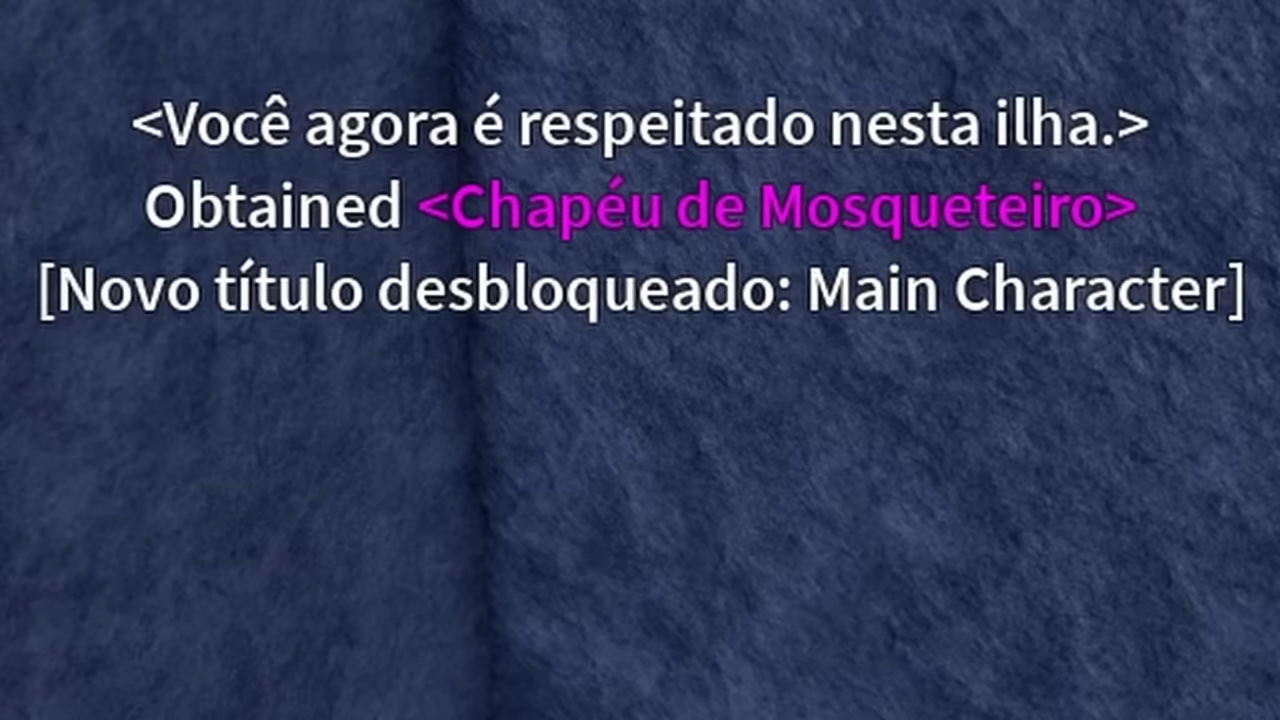 <Você agora é respeitado nesta ilha.>
Obtained <Chapéu de Mosqueteiro>
[Novo título desbloqueado: Main Character]